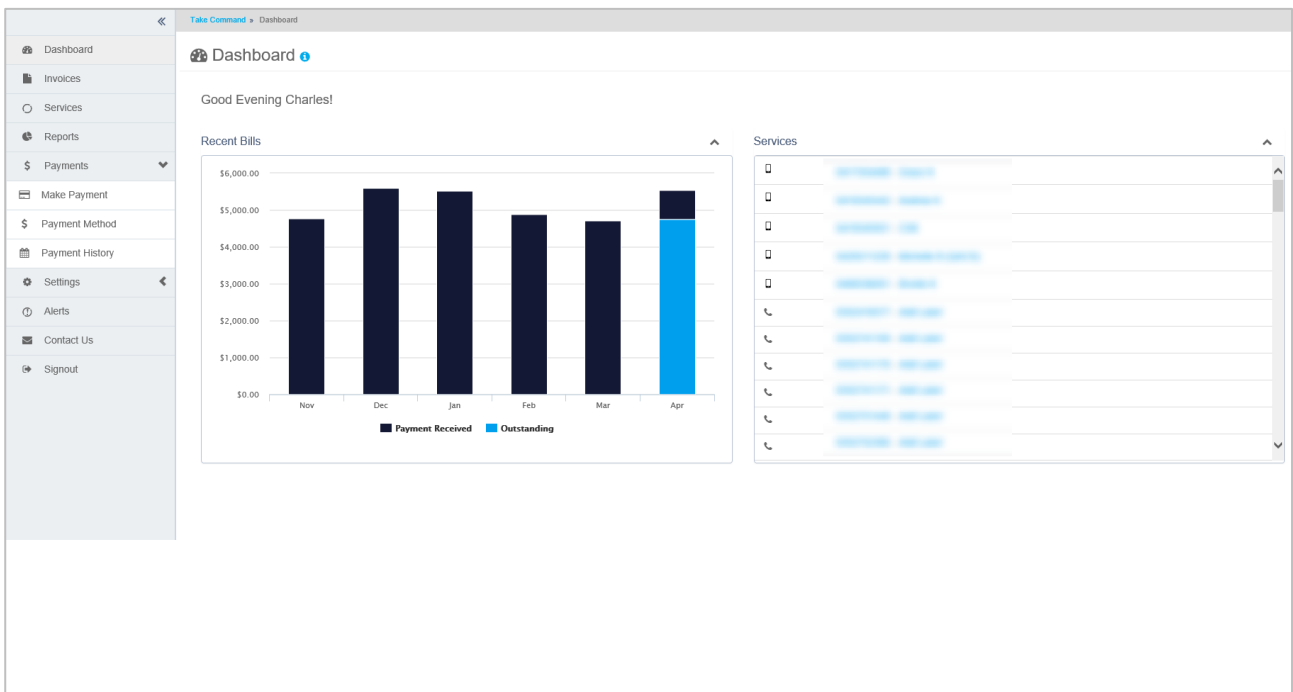 Take Command » Dashboard
Dashboard
Invoices
Services
Reports
Payments
Make Payment
Payment Method
Payment History
Settings
Alerts
Contact Us
Signout
Dashboard
Good Evening Charles!
Recent Bills
$6,000.00
$5,000.00
$4,000.00
$3,000.00
$2,000.00
$1,000.00
$0.00
Nov Dec Jan Feb Mar Apr
Payment Received Outstanding
Services